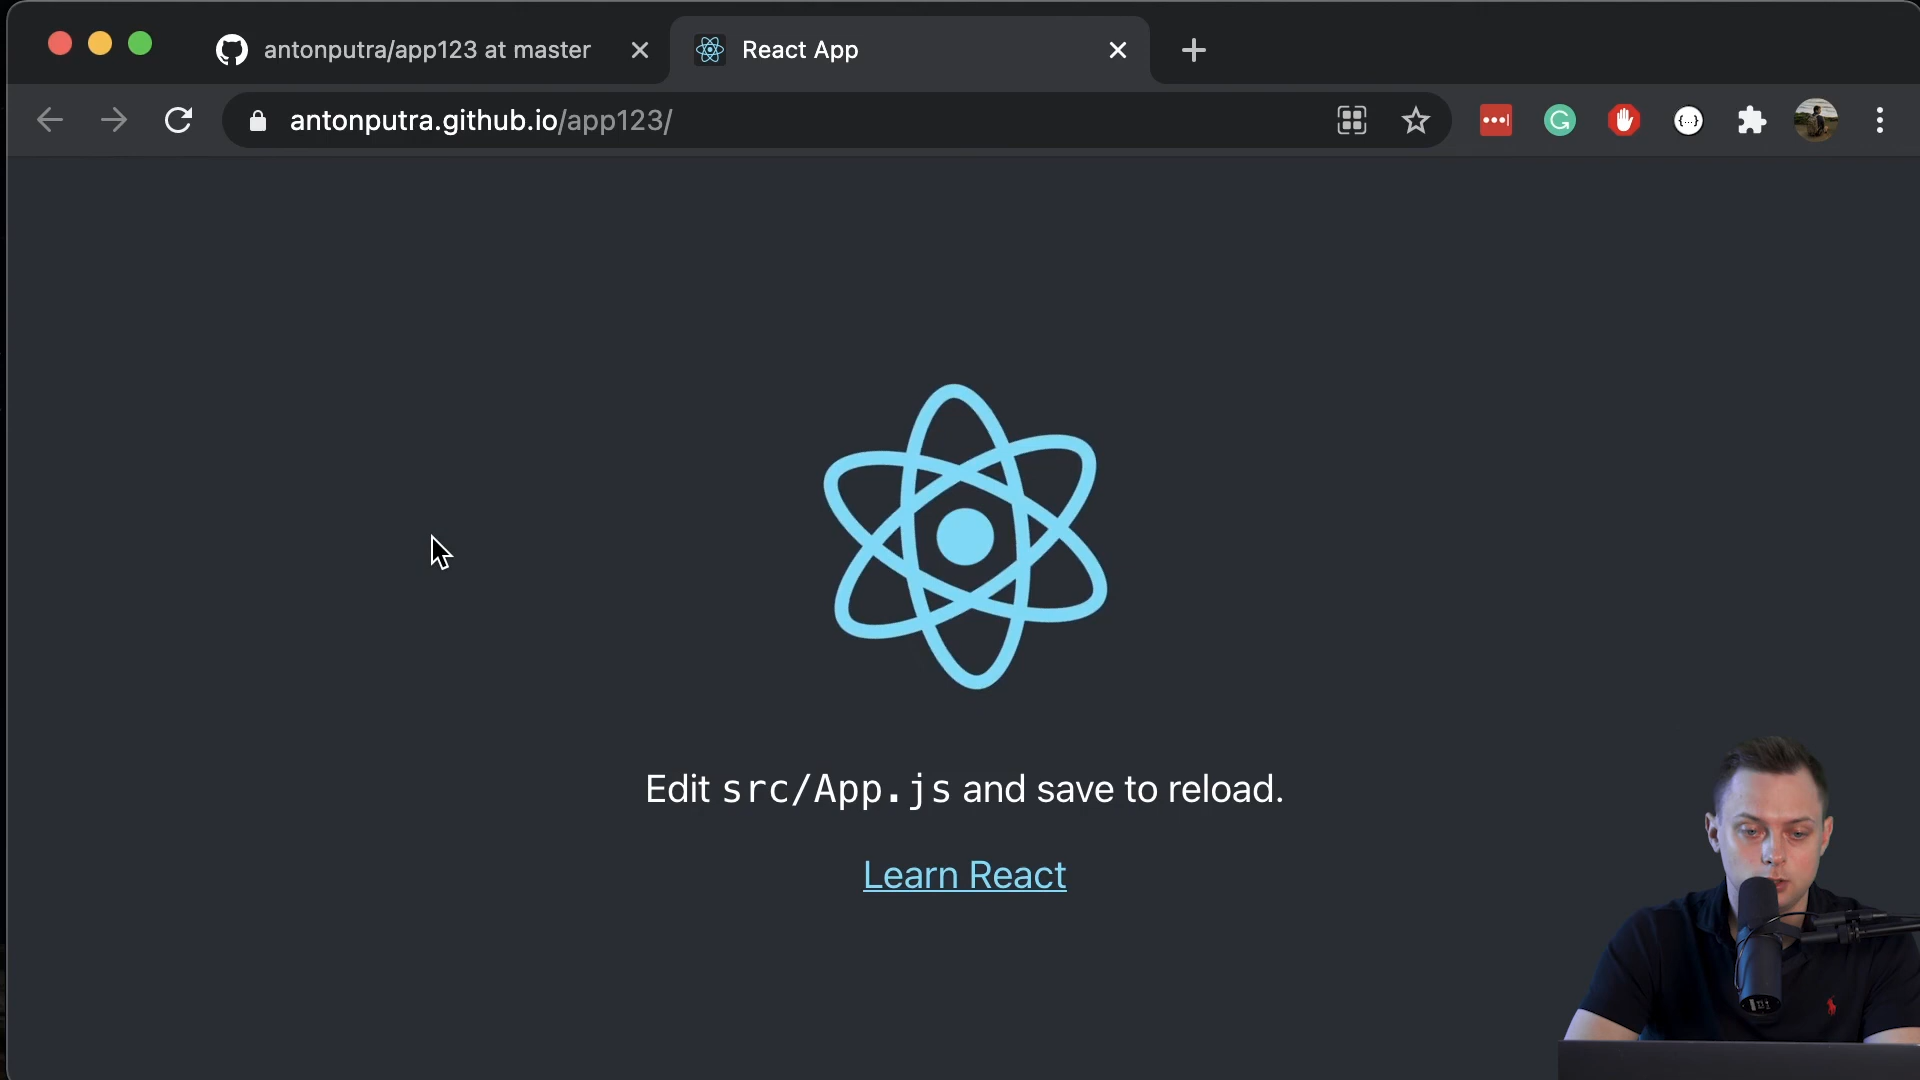 antonputra/app123 at master
React App
antonputra.github.io/app123/
Edit src/App.js and save to reload.
Learn React